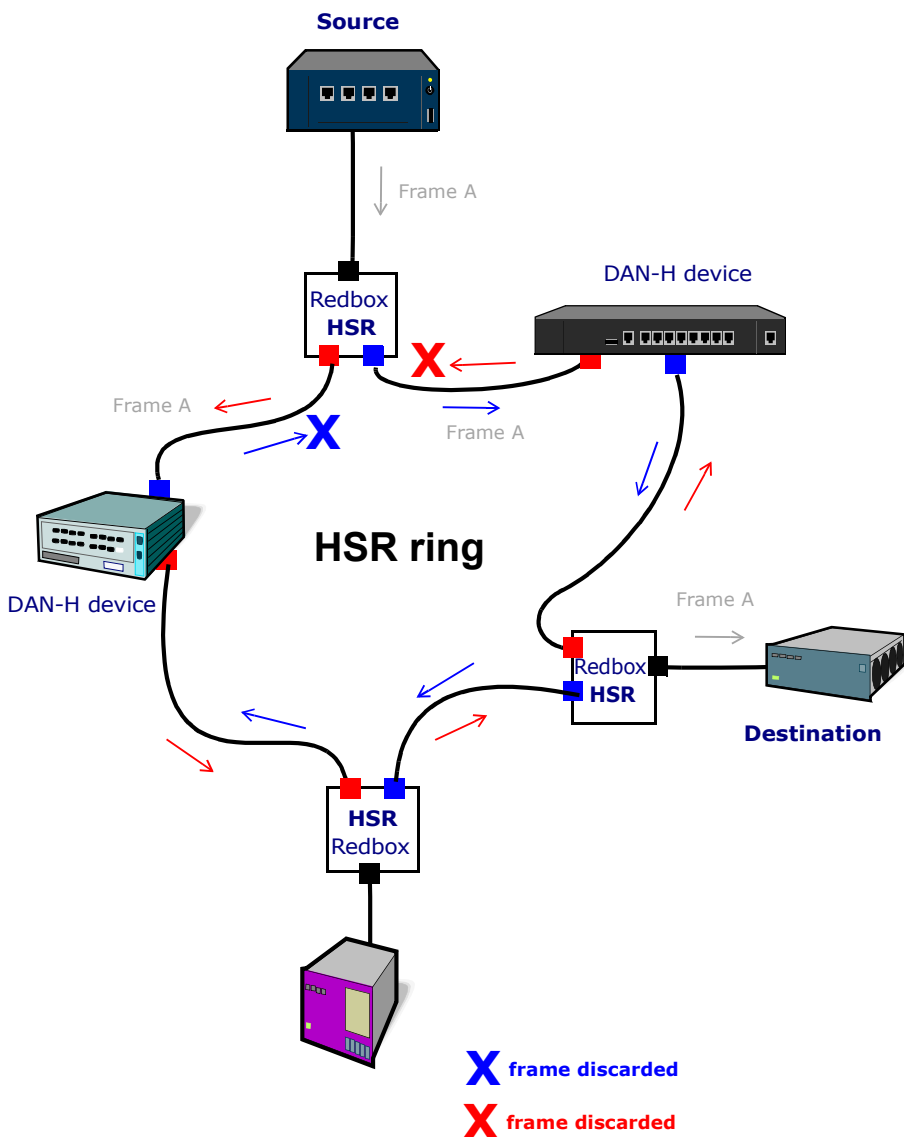 Source
Frame A
Redbox
HSR
DAN-H device
X
Frame A
X
Frame A
HSR ring
DAN-H device
Frame A
Redbox
HSR
Destination
HSR
Redbox
X frame discarded
X frame discarded